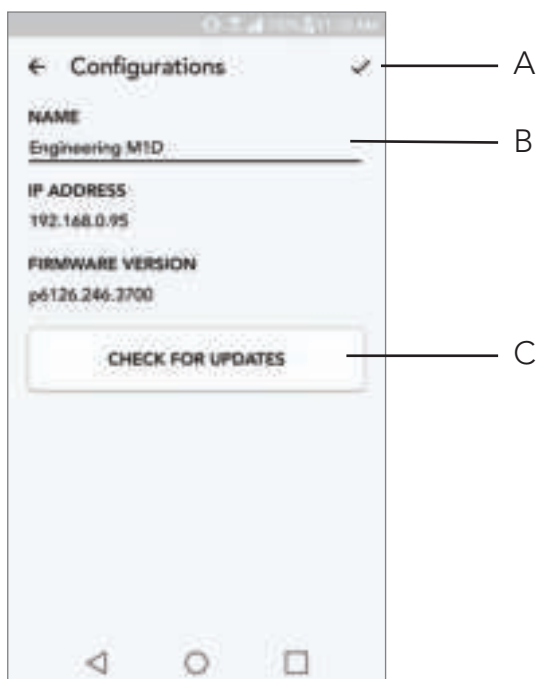 Configurations
A
NAME
Engineering M1D
B
IP ADDRESS
192.168.0.95
FIRMWARE VERSION
p6126.246.3700
CHECK FOR UPDATES
C